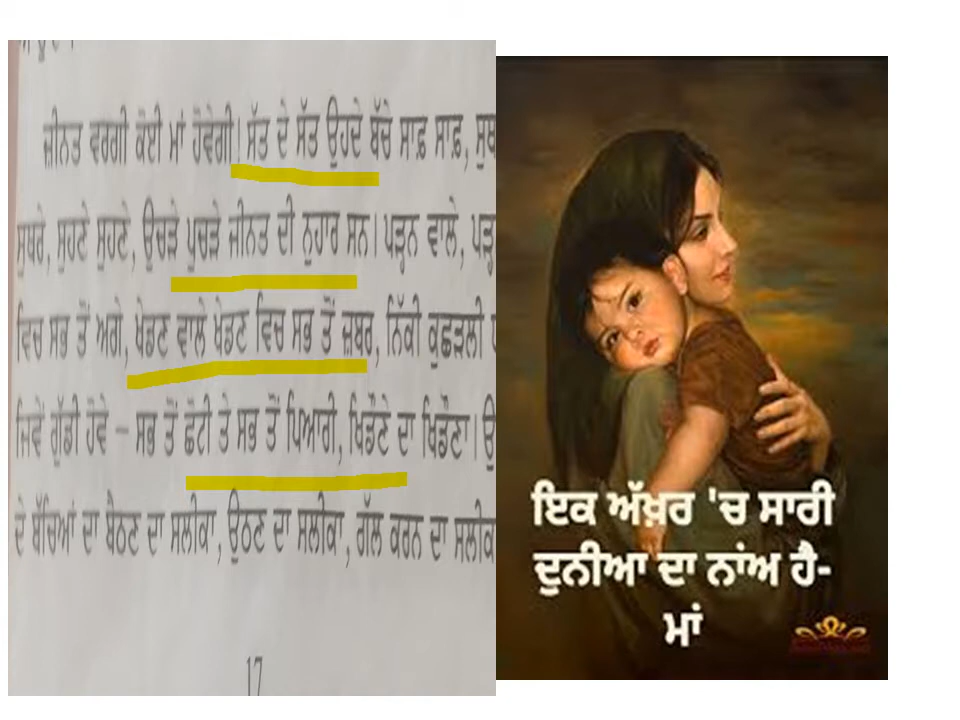 ਜ਼ੀਨਤ ਵਰਗੀ ਕੋਈ ਮਾਂ ਹੋਵੇਗੀ! ਸੱਤ ਦੇ ਸੱਤ ਉਹਦੇ ਬੱਚੇ ਸਾਫ਼ ਸਾਫ਼,
ਸੁਥਰੇ, ਸੁਹਣੇ ਸੁਹਣੇ, ਉਚੜੇ ਪੁਚੜੇ ਜ਼ੀਨਤ ਦੀ ਨੁਹਾਰ ਸਨ। ਪੜ੍ਹਨ ਵਾਲੇ,
ਵਿਚ ਸਭ ਤੋਂ ਅਗੇ, ਖੇਡਣ ਵਾਲੇ ਖੇਡਣ ਵਿਚ ਸਭ ਤੋਂ ਜ਼ਬਰ, ਨਿੱਕੀ ਕੁਛੜਲੀ
ਜਿਵੇਂ ਗੁੱਡੀ ਹੋਵੇ – ਸਭ ਤੋਂ ਛੋਟੀ ਤੇ ਸਭ ਤੋਂ ਪਿਆਰੀ, ਖਿਡੌਣੇ ਦਾ ਖਿਡੌਣਾ।
ਦੇ ਬੱਚਿਆਂ ਦਾ ਬੈਠਣ ਦਾ ਸਲੀਕਾ, ਉਠਣ ਦਾ ਸਲੀਕਾ, ਗੱਲ ਕਰਨ ਦਾ
17
ਇਕ ਅੱਖ਼ਰ 'ਚ ਸਾਰੀ
ਦੁਨੀਆ ਦਾ ਨਾਂਅ ਹੈ-
ਮਾਂ